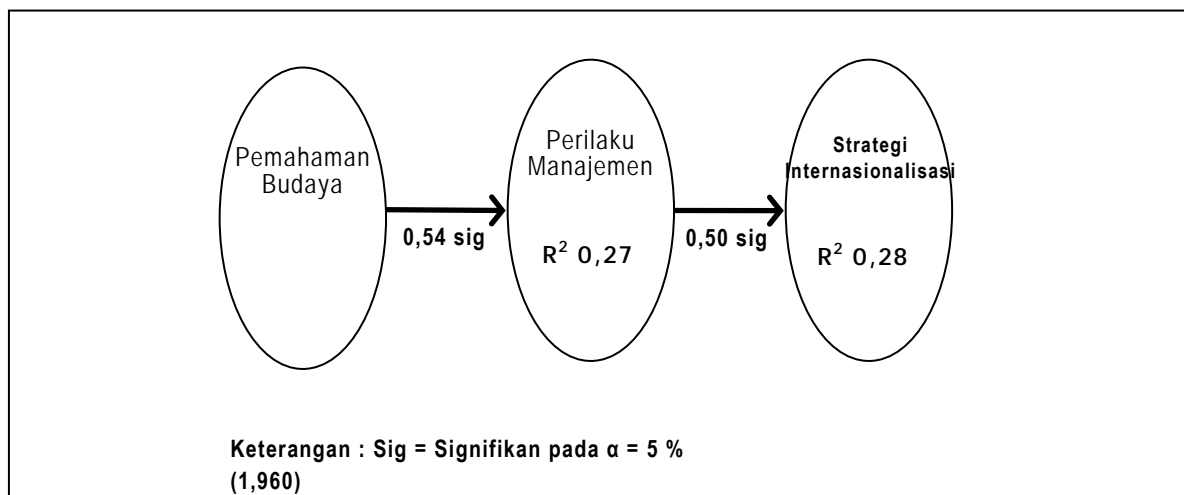 Pemahaman
Budaya
0,54 sig
Perilaku
Manajemen
R² 0,27
0,50 sig
Strategi
Internasionalisasi
R² 0,28
Keterangan : Sig = Signifikan pada α = 5 %
(1,960)